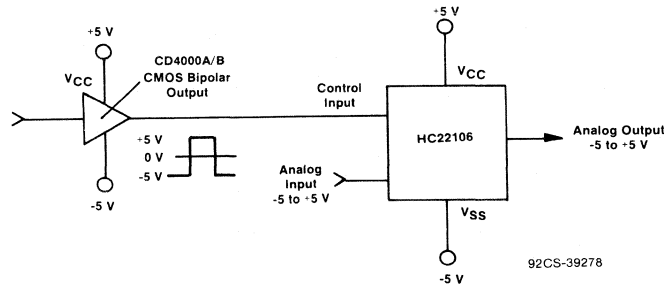 +5 V
CD4000A/B
CMOS Bipolar
Output
VCC
-5 V
+5 V
0 V
-5 V
Control
Input
Analog
Input
-5 to +5 V
+5 V
VCC
HC22106
VSS
-5 V
Analog Output
-5 to +5 V
92CS-39278